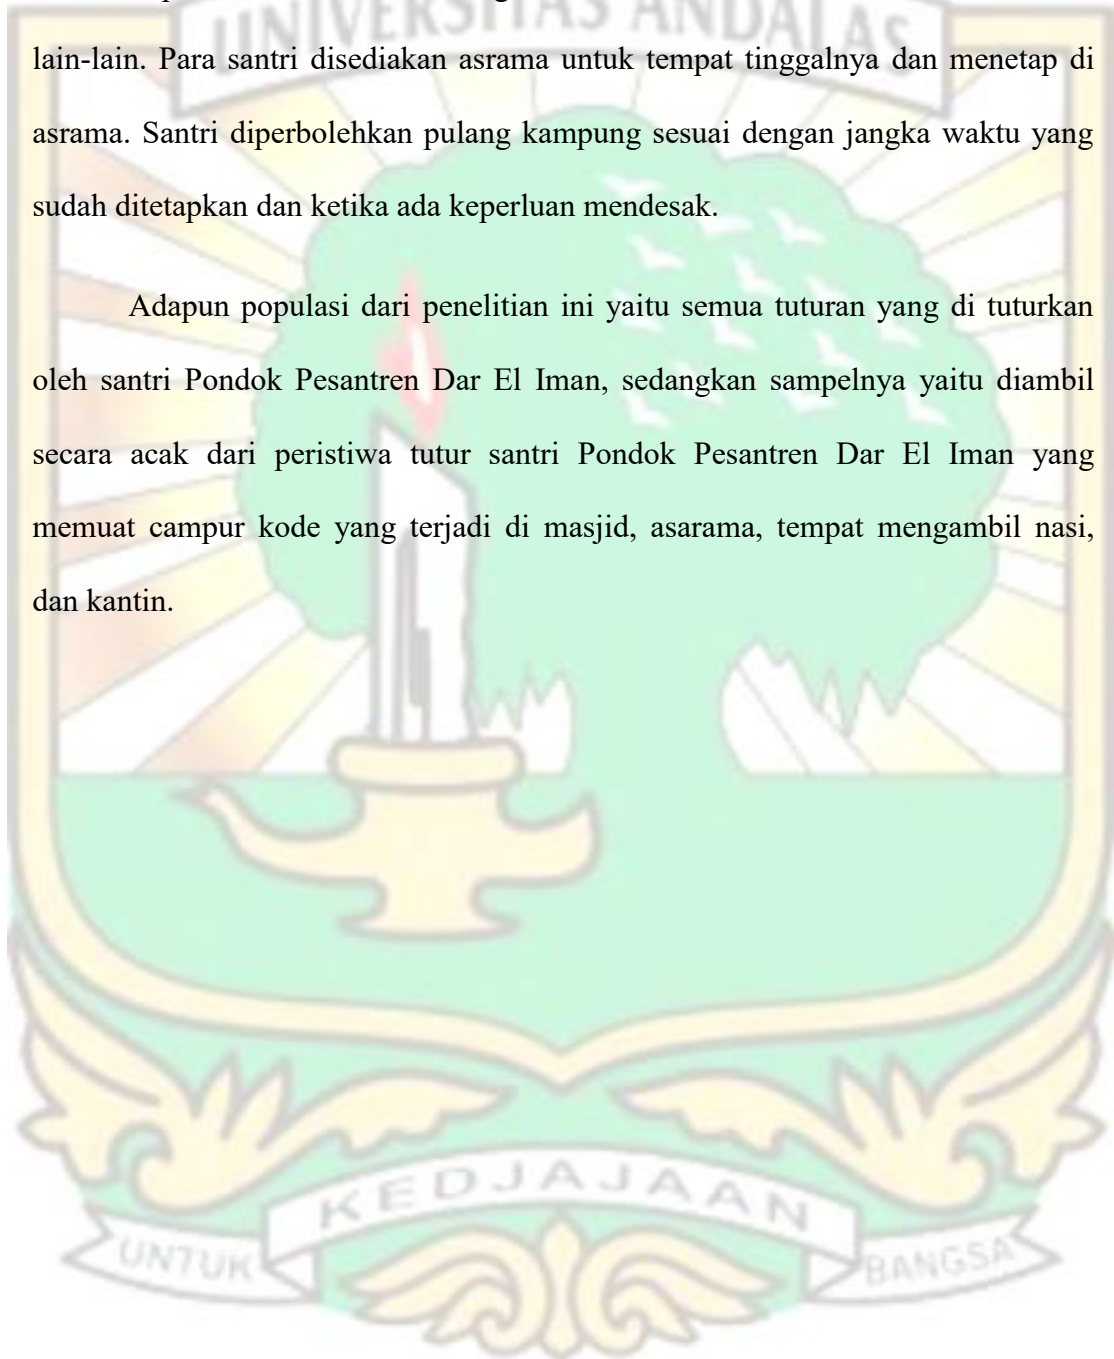 UNIVERSITAS ANDALAS
lain-lain. Para santri disediakan asrama untuk tempat tinggalnya dan menetap di
asrama. Santri diperbolehkan pulang kampung sesuai dengan jangka waktu yang
sudah ditetapkan dan ketika ada keperluan mendesak.
Adapun populasi dari penelitian ini yaitu semua tuturan yang di tuturkan
oleh santri Pondok Pesantren Dar El Iman, sedangkan sampelnya yaitu diambil
secara acak dari peristiwa tutur santri Pondok Pesantren Dar El Iman yang
memuat campur kode yang terjadi di masjid, asarama, tempat mengambil nasi,
dan kantin.
UNTUK KEDJAJAAN BANGSA